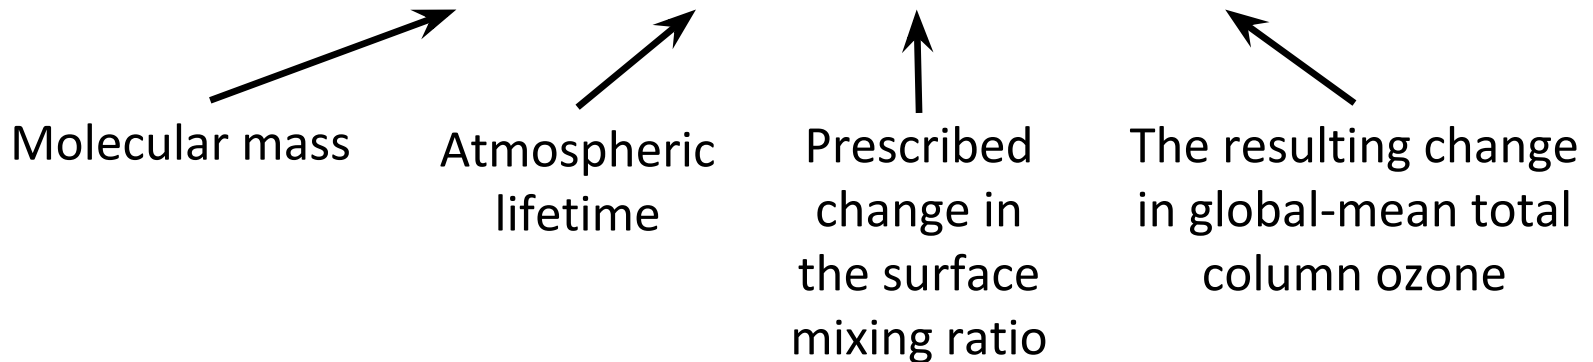 Molecular mass
Atmospheric
lifetime
Prescribed
change in
the surface
mixing ratio
The resulting change
in global-mean total
column ozone